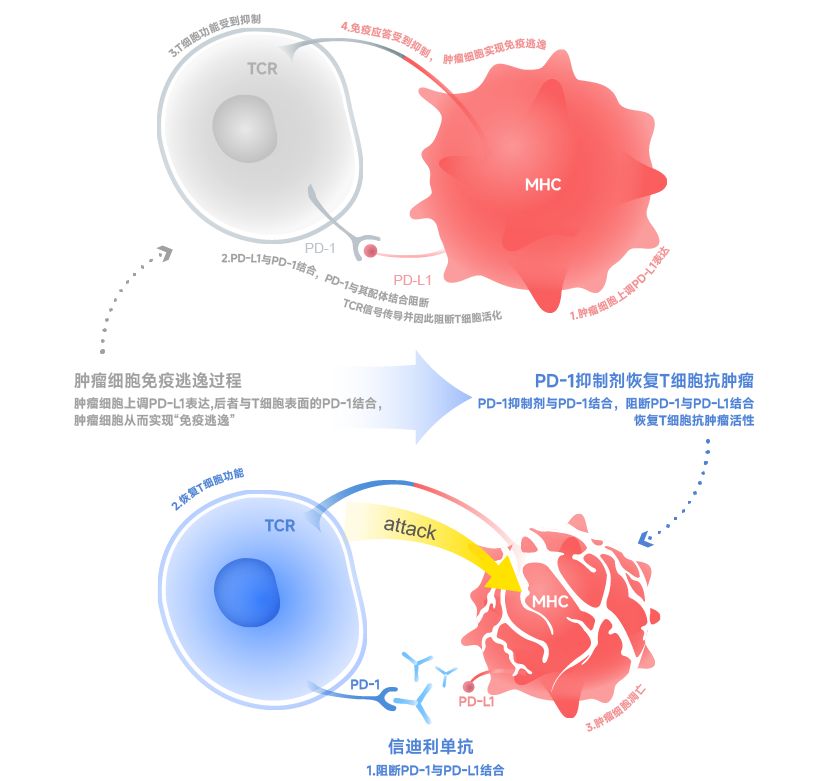 3.T细胞功能受到抑制
4.免疫应答受到抑制，肿瘤细胞实现免疫逃逸
TCR
MHC
PD-1
PD-L1
2.PD-L1与PD-1结合，PD-1与其配体结合阻断
TCR信号传导并因此阻断T细胞活化
1.肿瘤细胞上调PD-L1表达
肿瘤细胞免疫逃逸过程
肿瘤细胞上调PD-L1表达,后者与T细胞表面的PD-1结合，
肿瘤细胞从而实现“免疫逃逸”
PD-1抑制剂恢复T细胞抗肿瘤
PD-1抑制剂与PD-1结合，阻断PD-1与PD-L1结合
恢复T细胞抗肿瘤活性
2.恢复T细胞功能
TCR
attack
MHC
PD-1
PD-L1
3.肿瘤细胞凋亡
信迪利单抗
1.阻断PD-1与PD-L1结合